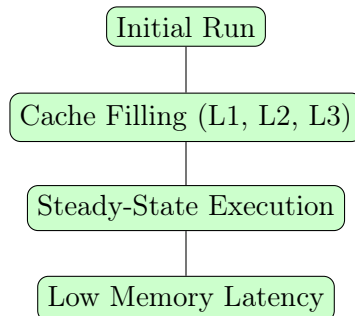 Initial Run
Cache Filling (L1, L2, L3)
Steady-State Execution
Low Memory Latency